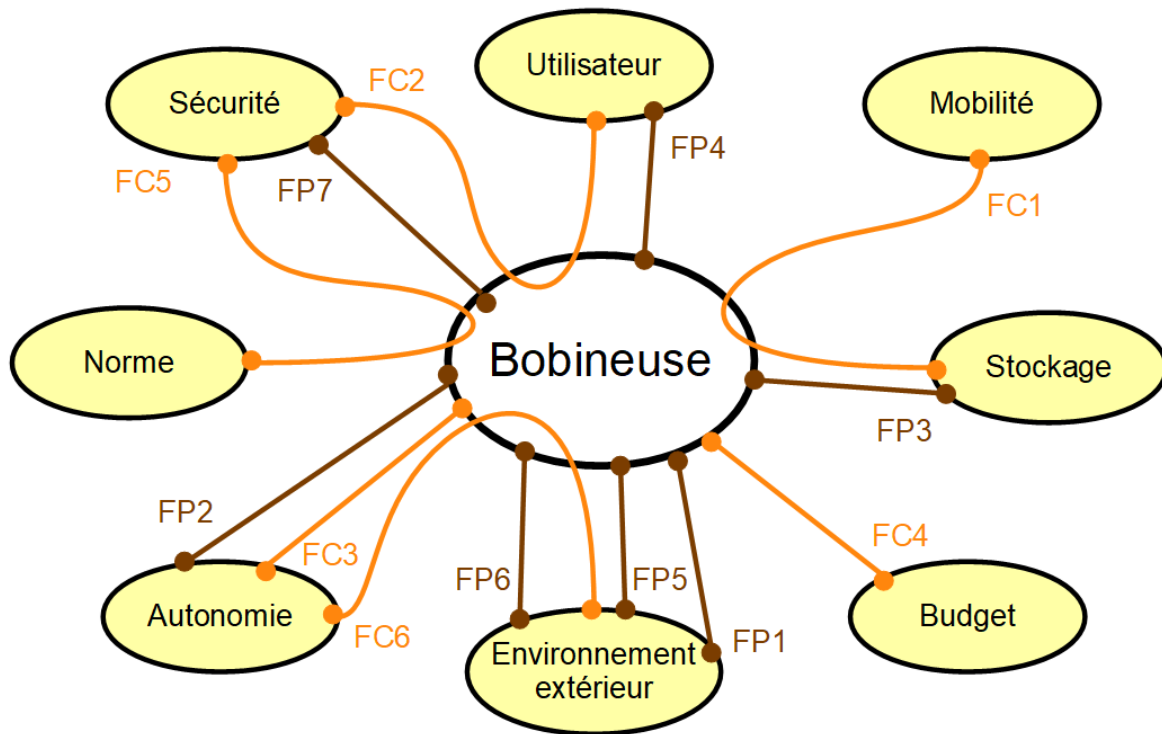 Utilisateur
FC2
Sécurité
Mobilité
FP4
FC5
FP7
FC1
Norme
Bobineuse
Stockage
FP3
FP2
FC3
FC4
FP6
FP5
Autonomie
Budget
FC6
FP1
Environnement
extérieur